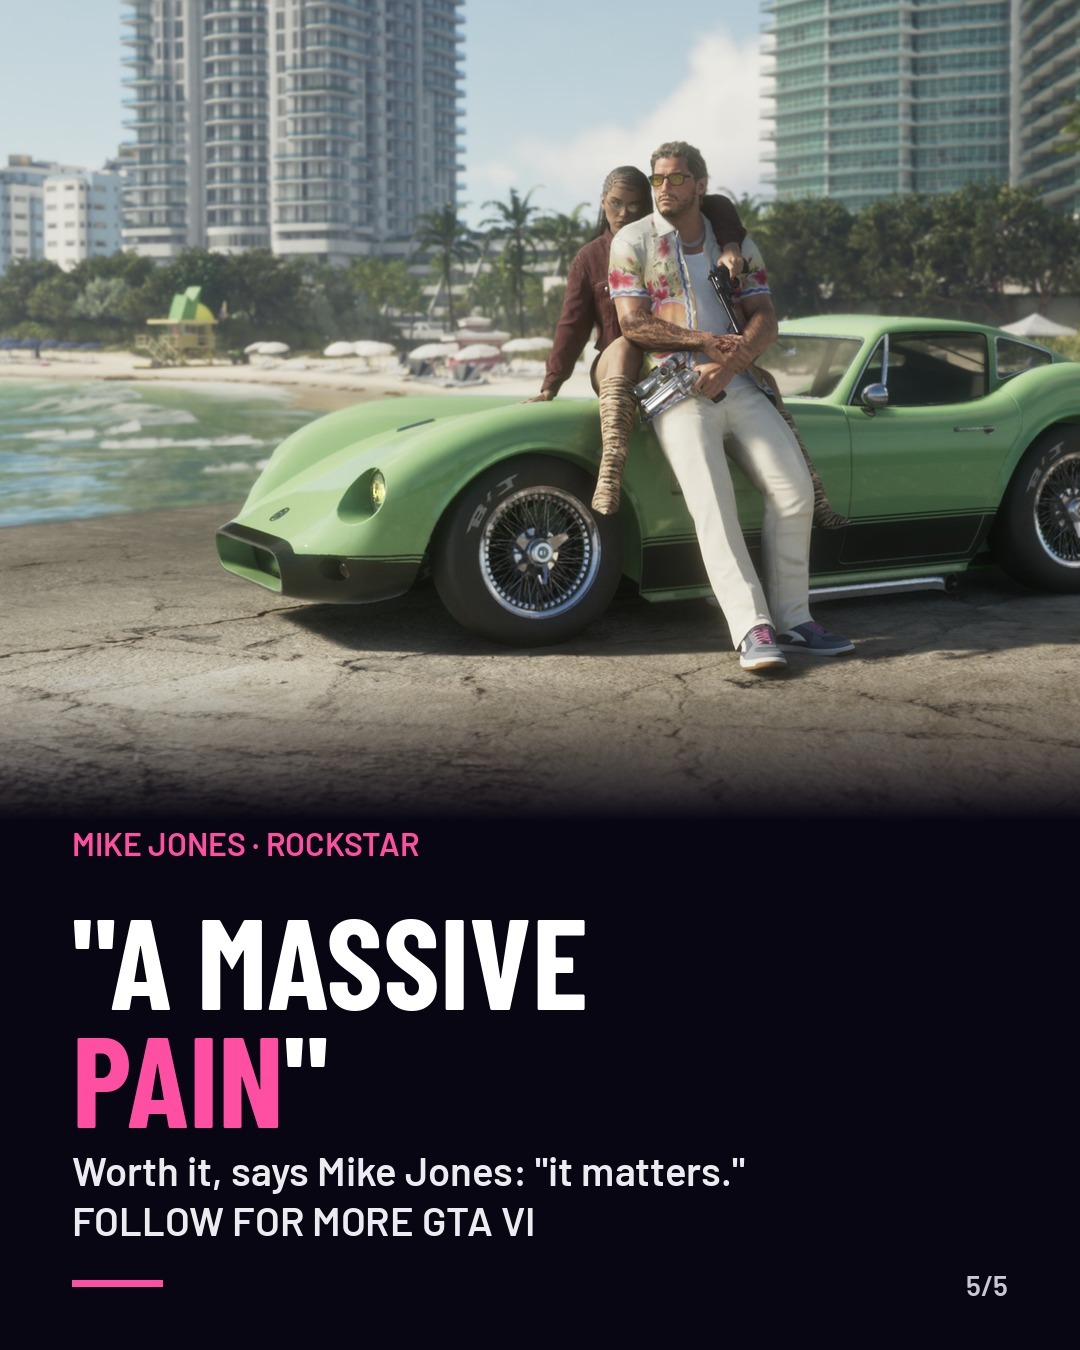 MIKE JONES · ROCKSTAR
"A MASSIVE
PAIN"
Worth it, says Mike Jones: "it matters."
FOLLOW FOR MORE GTA VI
5/5